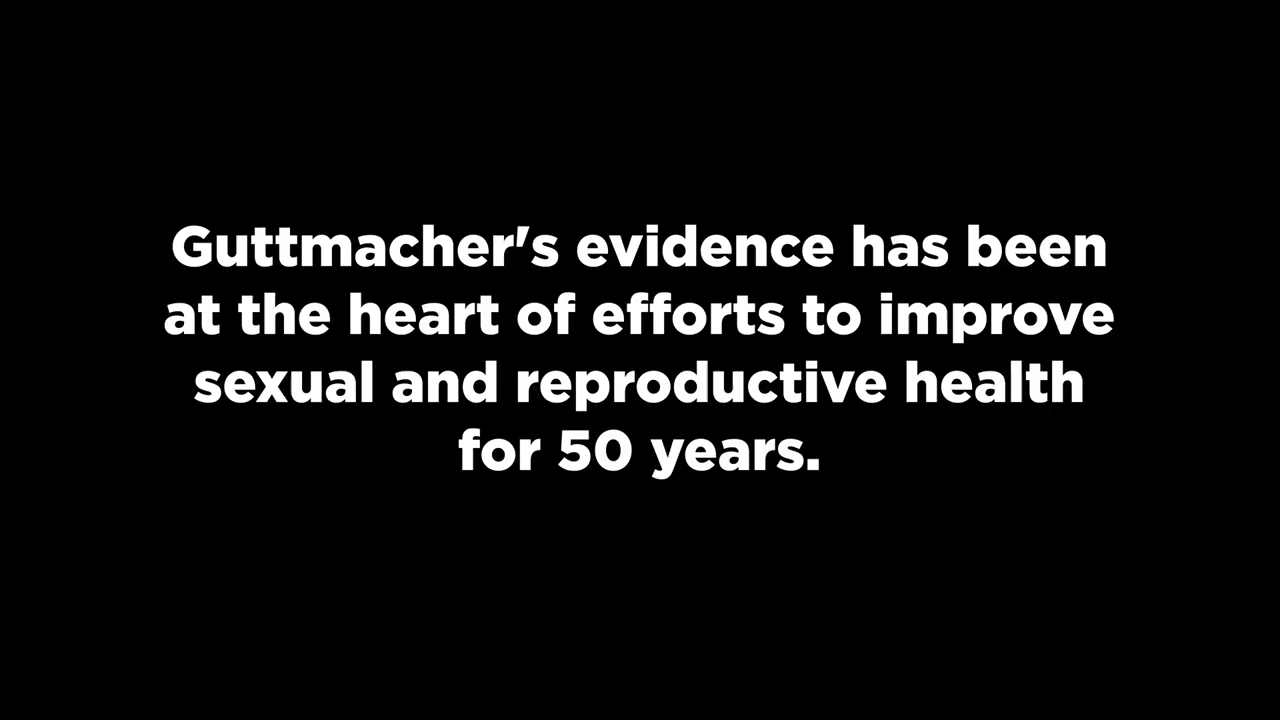 Guttmacher's evidence has been
at the heart of efforts to improve
sexual and reproductive health
for 50 years.